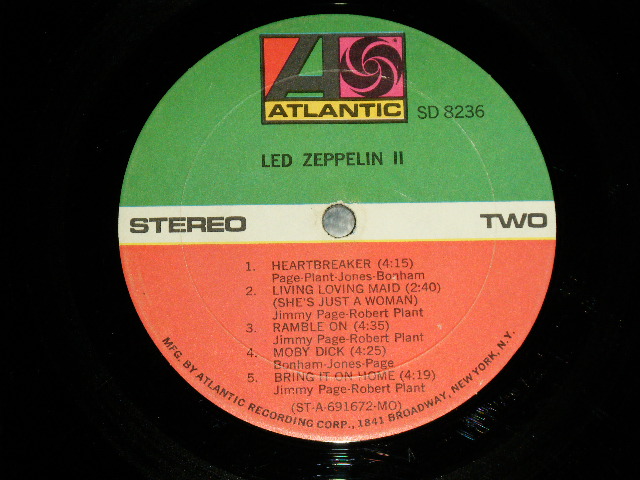 ATLANTIC
SD 8236
LED ZEPPELIN II
STEREO
TWO
1. HEARTBREAKER (4:15)
Page-Plant-Jones-Bonham
2. LIVING LOVING MAID (2:40)
(SHE'S JUST A WOMAN)
Jimmy Page-Robert Plant
3. RAMBLE ON (4:35)
Jimmy Page-Robert Plant
4. MOBY DICK (4:25)
Bonham-Jones-Page
5. BRING IT ON HOME (4:19)
Jimmy Page-Robert Plant
(ST-A-691672-MO)
MFG. BY ATLANTIC RECORDING CORP., 1841 BROADWAY, NEW YORK, N.Y.